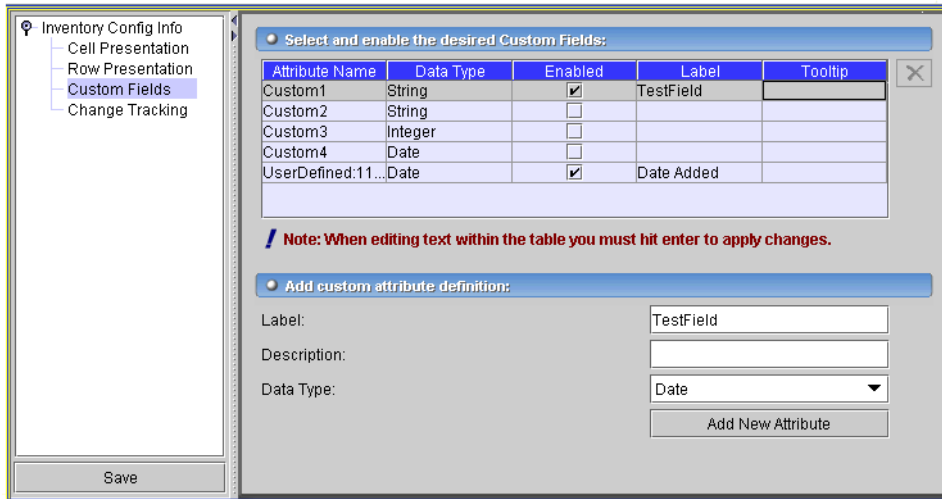 Inventory Config Info
Cell Presentation
Row Presentation
Custom Fields
Change Tracking
Save
Select and enable the desired Custom Fields:
Attribute Name Data Type Enabled Label Tooltip
Custom1 String TestField
Custom2 String
Custom3 Integer
Custom4 Date
UserDefined:11... Date Date Added
Note: When editing text within the table you must hit enter to apply changes.
Add custom attribute definition:
Label: TestField
Description:
Data Type: Date
Add New Attribute